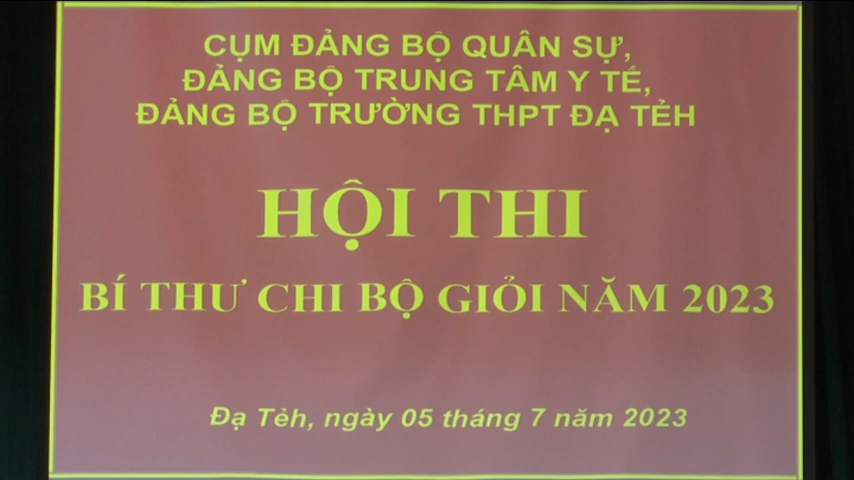 CỤM ĐẢNG BỘ QUÂN SỰ,
ĐẢNG BỘ TRUNG TÂM Y TẾ,
ĐẢNG BỘ TRƯỜNG THPT ĐẠ TẺH
HỘI THI
BÍ THƯ CHI BỘ GIỎI NĂM 2023
Đạ Tẻh, ngày 05 tháng 7 năm 2023